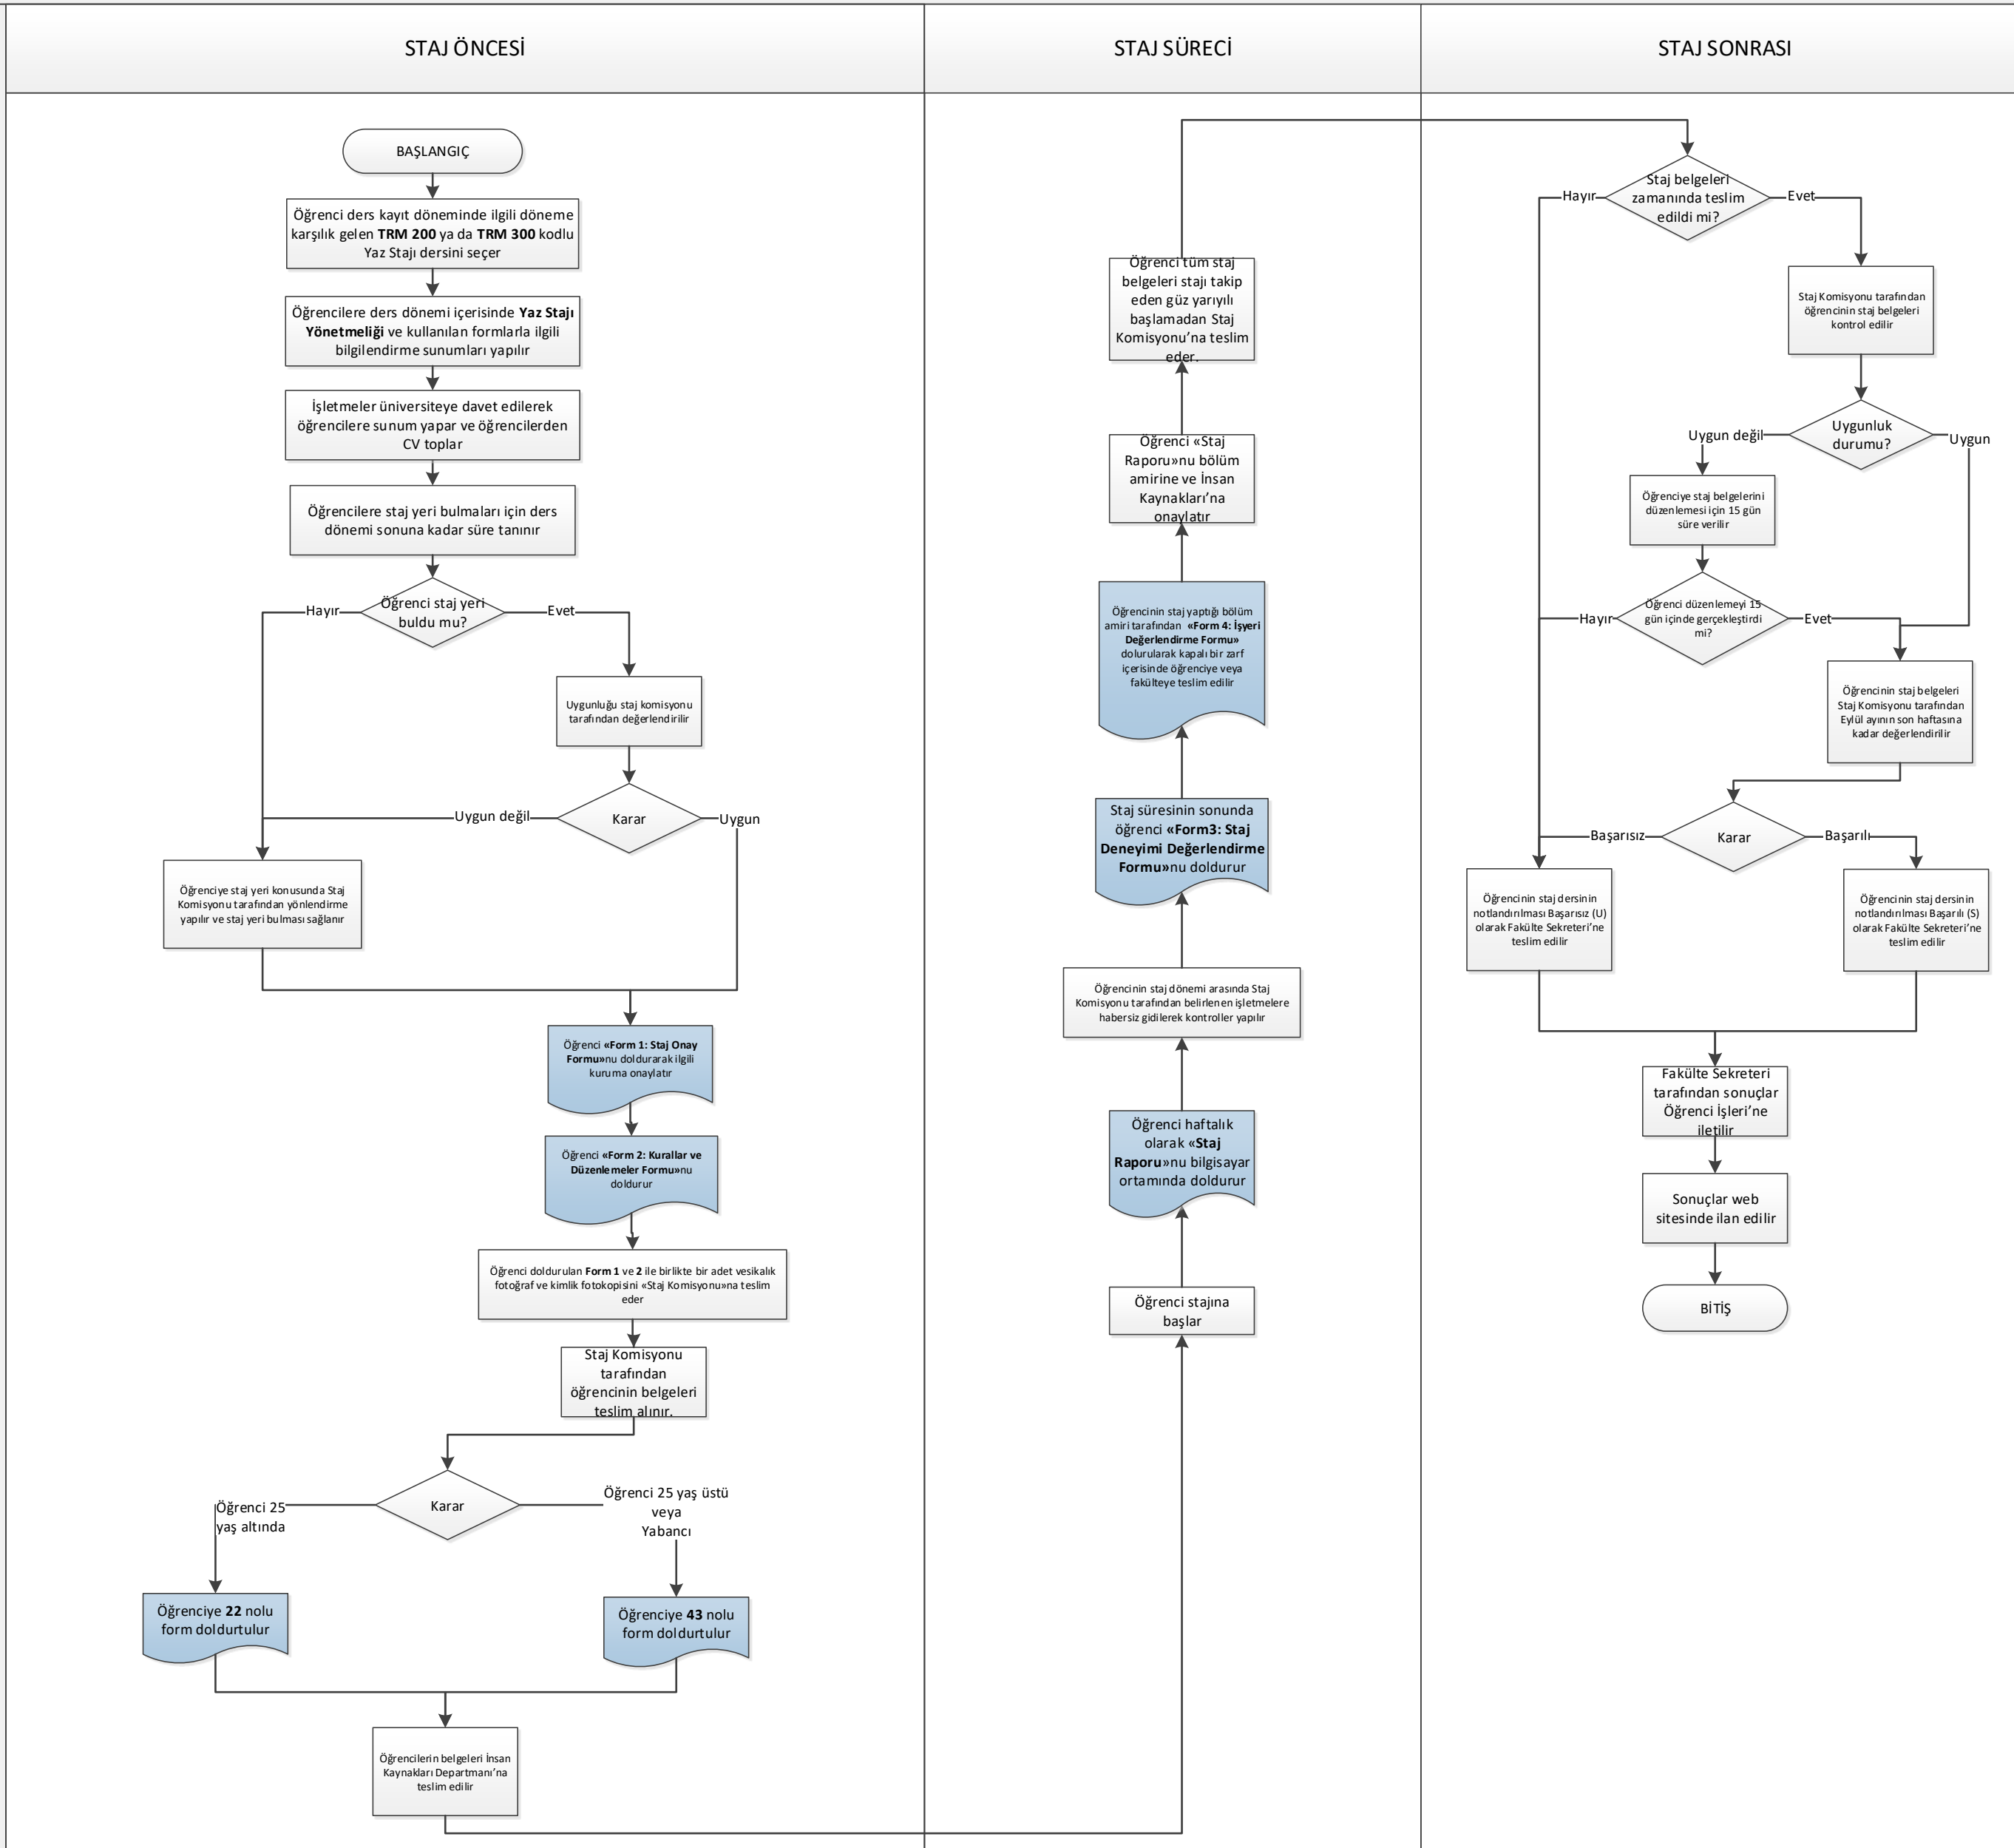 STAJ ÖNCESİ
STAJ SÜRECİ
STAJ SONRASI
BAŞLANGIÇ
Öğrenci ders kayıt döneminde ilgili döneme
karşılık gelen TRM 200 ya da TRM 300 kodlu
Yaz Stajı dersini seçer
Öğrencilere ders dönemi içerisinde Yaz Stajı
Yönetmeliği ve kullanılan formlarla ilgili
bilgilendirme sunumları yapılır
İşletmeler üniversiteye davet edilerek
öğrencilere sunum yapar ve öğrencilerden
CV toplar
Öğrencilere staj yeri bulmaları için ders
dönemi sonuna kadar süre tanınır
Öğrenci staj yeri
buldu mu?
Hayır
Evet
Uygunluğu staj komisyonu
tarafından değerlendirilir
Karar
Uygun değil
Uygun
Öğrenciye staj yeri konusunda Staj
Komisyonu tarafından yönlendirme
yapılır ve staj yeri bulması sağlanır
Öğrenci «Form 1: Staj Onay
Formu»nu doldurarak ilgili
kuruma onaylatır
Öğrenci «Form 2: Kurallar ve
Düzenlemeler Formu»nu
doldurur
Öğrenci doldurulan Form 1 ve 2 ile birlikte bir adet vesikalık
fotoğraf ve kimlik fotokopisini «Staj Komisyonu»na teslim
eder
Staj Komisyonu
tarafından
öğrencinin belgeleri
teslim alınır.
Karar
Öğrenci 25
yaş altında
Öğrenci 25 yaş üstü
veya
Yabancı
Öğrenciye 22 nolu
form doldurtulur
Öğrenciye 43 nolu
form doldurtulur
Öğrencilerin belgeleri İnsan
Kaynakları Departmanı'na
teslim edilir
Öğrenci stajına
başlar
Öğrenci haftalık
olarak «Staj
Raporu»nu bilgisayar
ortamında doldurur
Öğrencinin staj dönemi arasında Staj
Komisyonu tarafından belirlenen işletmelere
habersiz gidilerek kontroller yapılır
Staj süresinin sonunda
öğrenci «Form3: Staj
Deneyimi Değerlendirme
Formu»nu doldurur
Öğrencinin staj yaptığı bölüm
amiri tarafından «Form 4: İşyeri
Değerlendirme Formu»
dolurularak kapalı bir zarf
içerisinde öğrenciye veya
fakülteye teslim edilir
Öğrenci «Staj
Raporu»nu bölüm
amirine ve İnsan
Kaynakları'na
onaylatır
Öğrenci tüm staj
belgeleri stajı takip
eden güz yarıyılı
başlamadan Staj
Komisyonu'na teslim
eder.
Staj belgeleri
zamanında teslim
edildi mi?
Hayır
Evet
Staj Komisyonu tarafından
öğrencinin staj belgeleri
kontrol edilir
Uygunluk
durumu?
Uygun değil
Uygun
Öğrenciye staj belgelerini
düzenlemesi için 15 gün
süre verilir
Öğrenci düzenlemeyi 15
gün içinde gerçekleştirdi
mi?
Hayır
Evet
Öğrencinin staj belgeleri
Staj Komisyonu tarafından
Eylül ayının son haftasına
kadar değerlendirilir
Karar
Başarısız
Başarılı
Öğrencinin staj dersinin
notlandırılması Başarısız (U)
olarak Fakülte Sekreteri'ne
teslim edilir
Öğrencinin staj dersinin
notlandırılması Başarılı (S)
olarak Fakülte Sekreteri'ne
teslim edilir
Fakülte Sekreteri
tarafından sonuçlar
Öğrenci İşleri'ne
iletilir
Sonuçlar web
sitesinde ilan edilir
BİTİŞ